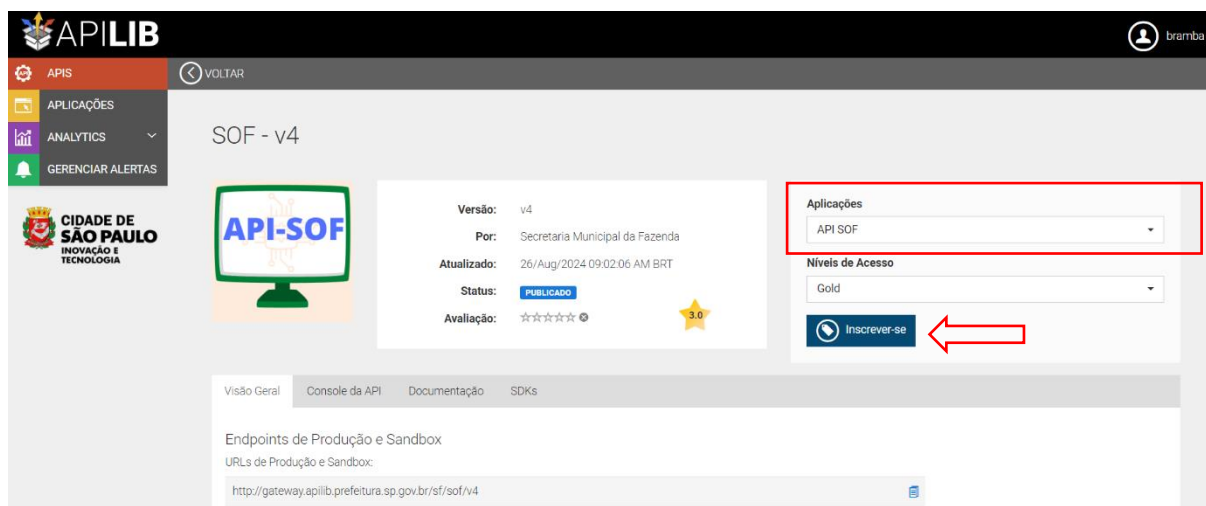 APILIB
bramba
APIS
VOLTAR
APLICAÇÕES
ANALYTICS
GERENCIAR ALERTAS
CIDADE DE
SÃO PAULO
INOVAÇÃO E
TECNOLOGIA
SOF - v4
API-SOF
Versão: v4
Por: Secretaria Municipal da Fazenda
Atualizado: 26/Aug/2024 09:02:06 AM BRT
Status: PUBLICADO
Avaliação: 3.0
Aplicações
API SOF
Níveis de Acesso
Gold
Inscrever-se
Visão Geral Console da API Documentação SDKs
Endpoints de Produção e Sandbox
URLs de Produção e Sandbox:
http://gateway.apilib.prefeitura.sp.gov.br/sf/sof/v4